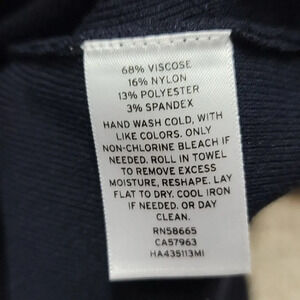 68% VISCOSE
16% NYLON
13% POLYESTER
3% SPANDEX
HAND WASH COLD, WITH
LIKE COLORS. ONLY
NON-CHLORINE BLEACH IF
NEEDED. ROLL IN TOWEL
TO REMOVE EXCESS
MOISTURE, RESHAPE. LAY
FLAT TO DRY. COOL IRON
IF NEEDED. OR DAY
CLEAN.
RN58665
CA57963
HA435113MI